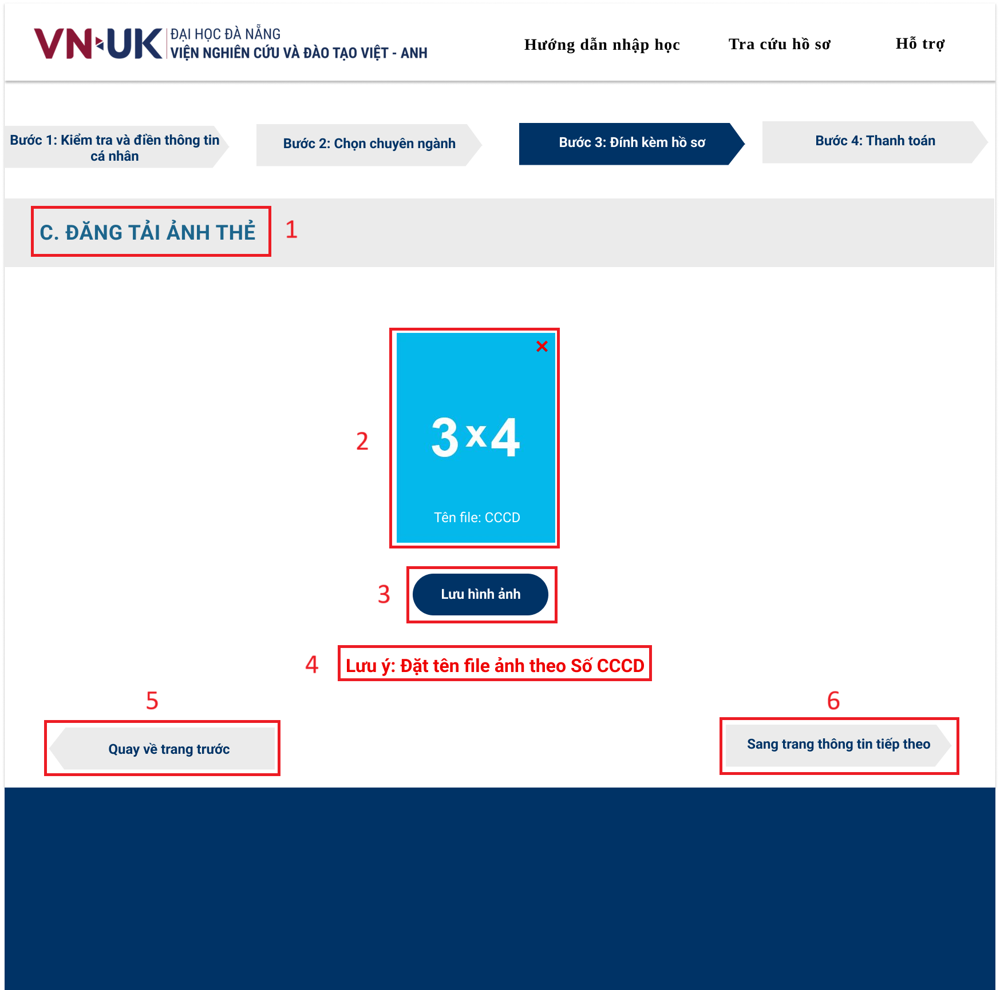 VN-UK
ĐẠI HỌC ĐÀ NẴNG
VIỆN NGHIÊN CỨU VÀ ĐÀO TẠO VIỆT - ANH
Hướng dẫn nhập học
Tra cứu hồ sơ
Hỗ trợ
Bước 1: Kiểm tra và điền thông tin
cá nhân
Bước 2: Chọn chuyên ngành
Bước 3: Đính kèm hồ sơ
Bước 4: Thanh toán
C. ĐĂNG TẢI ẢNH THẺ
1
2
3x4
Tên file: CCCD
3
Lưu hình ảnh
4
Lưu ý: Đặt tên file ảnh theo Số CCCD
5
Quay về trang trước
6
Sang trang thông tin tiếp theo